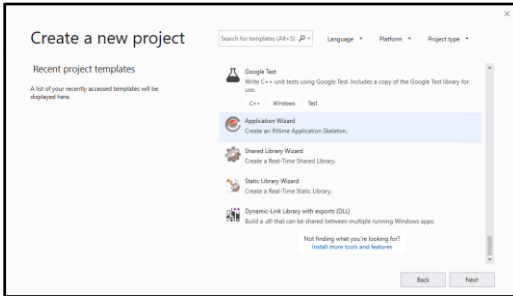 Create a new project
Search for templates (Alt+S)
Language
Platform
Project type
Recent project templates
A list of your recently accessed templates will be
displayed here.
Google Test
Write C++ unit tests using Google Test. Includes a copy of the Google Test library for
use.
C++ Windows Test
Application Wizard
Create an INtime Application Skeleton.
Shared Library Wizard
Create a Real-Time Shared Library.
Static Library Wizard
Create a Real-Time Static Library.
Dynamic-Link Library with exports (DLL)
Build a .dll that can be shared between multiple running Windows apps.
Not finding what you're looking for?
Install more tools and features
Back
Next